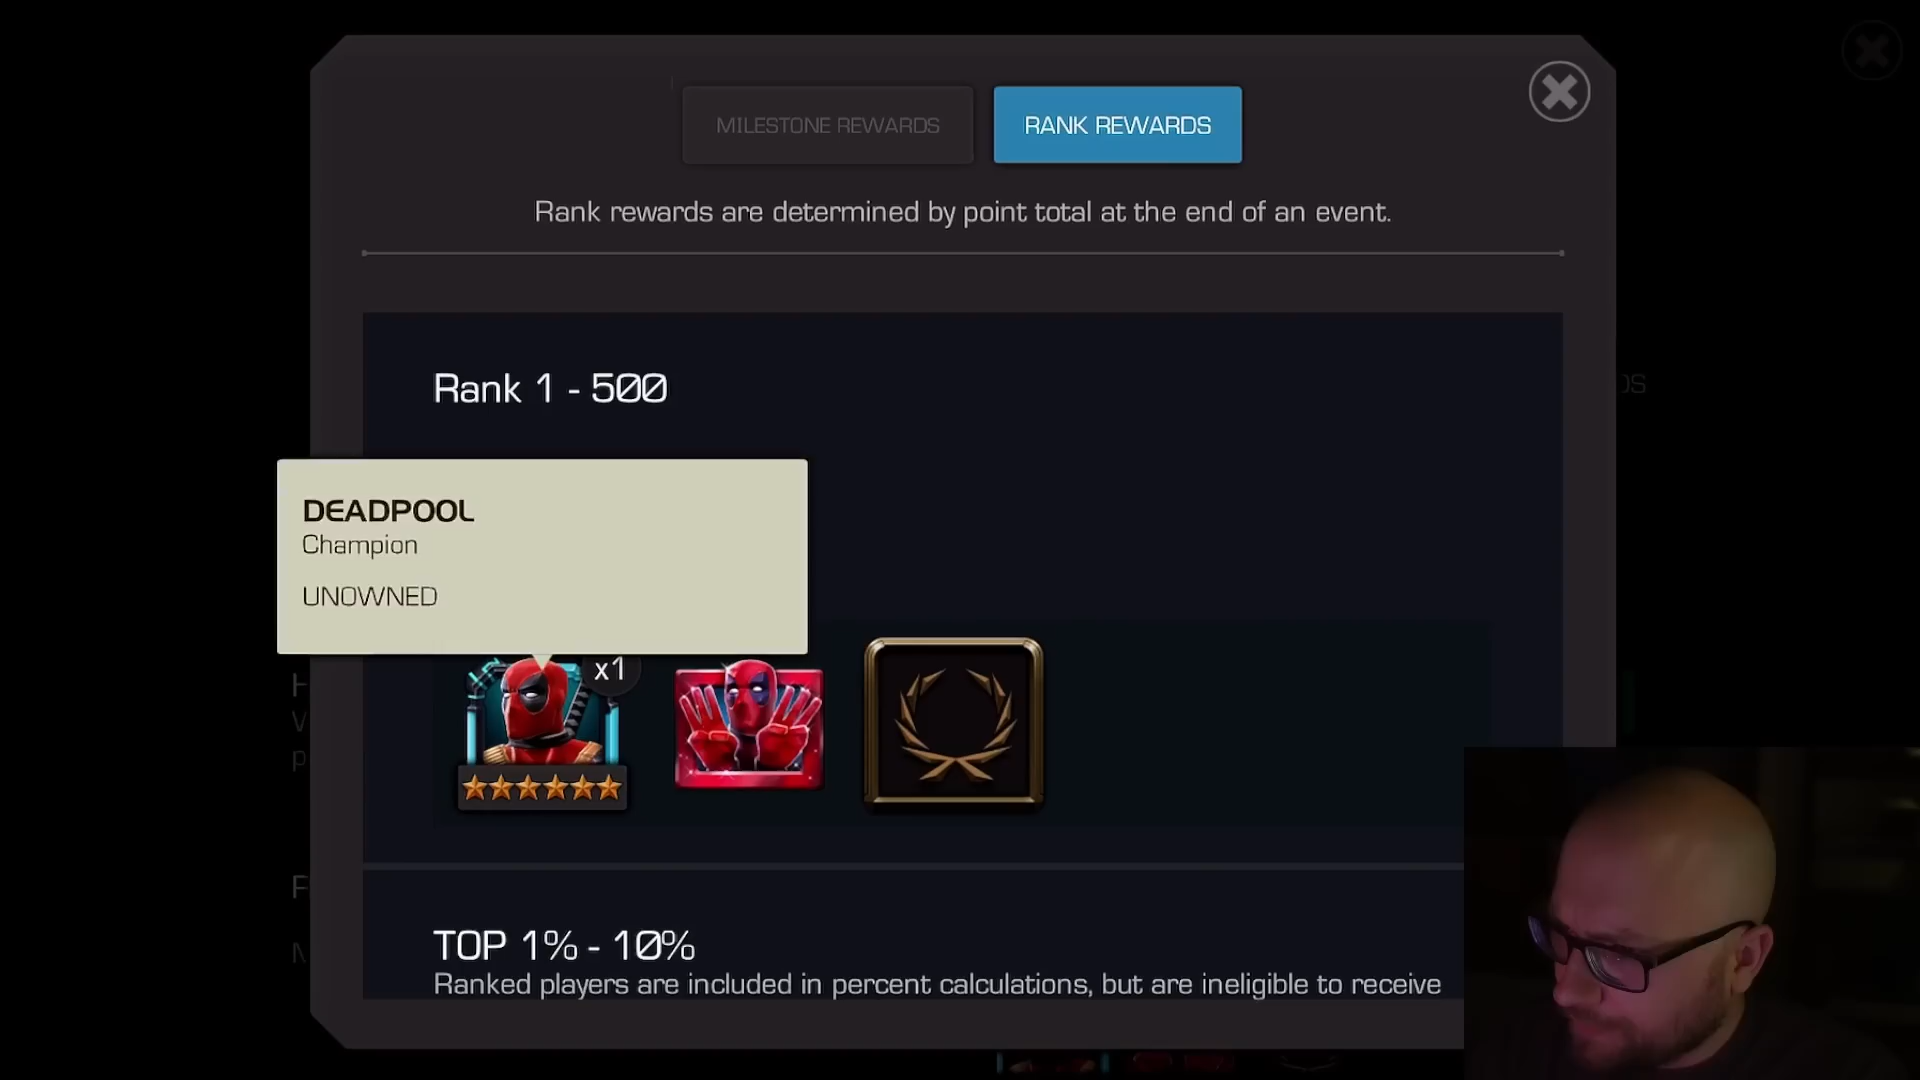 MILESTONE REWARDS
RANK REWARDS
Rank rewards are determined by point total at the end of an event.
Rank 1 - 500
DEADPOOL
Champion
UNOWNED
x1
TOP 1% - 10%
Ranked players are included in percent calculations, but are ineligible to receive